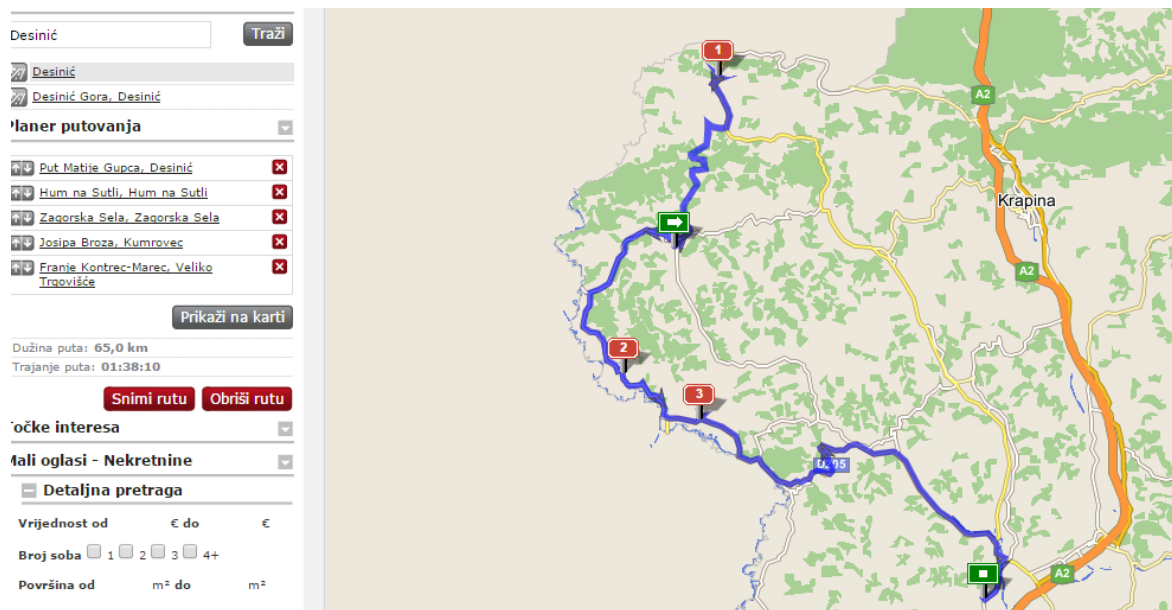 Desinić
Traži
Desinić
Desinić Gora, Desinić
Planer putovanja
Put Matije Gupca, Desinić
Hum na Sutli, Hum na Sutli
Zagorska Sela, Zagorska Sela
Josipa Broza, Kumrovec
Franje Kontrec-Marec, Veliko
Trgovišće
Prikaži na karti
Dužina puta: 65,0 km
Trajanje puta: 01:38:10
Snimi rutu Obriši rutu
Točke interesa
Mali oglasi - Nekretnine
Detaljna pretraga
Vrijednost od € do €
Broj soba 1 2 3 4+
Površina od m² do m²
1
A2
Krapina
A2
2
3
A2